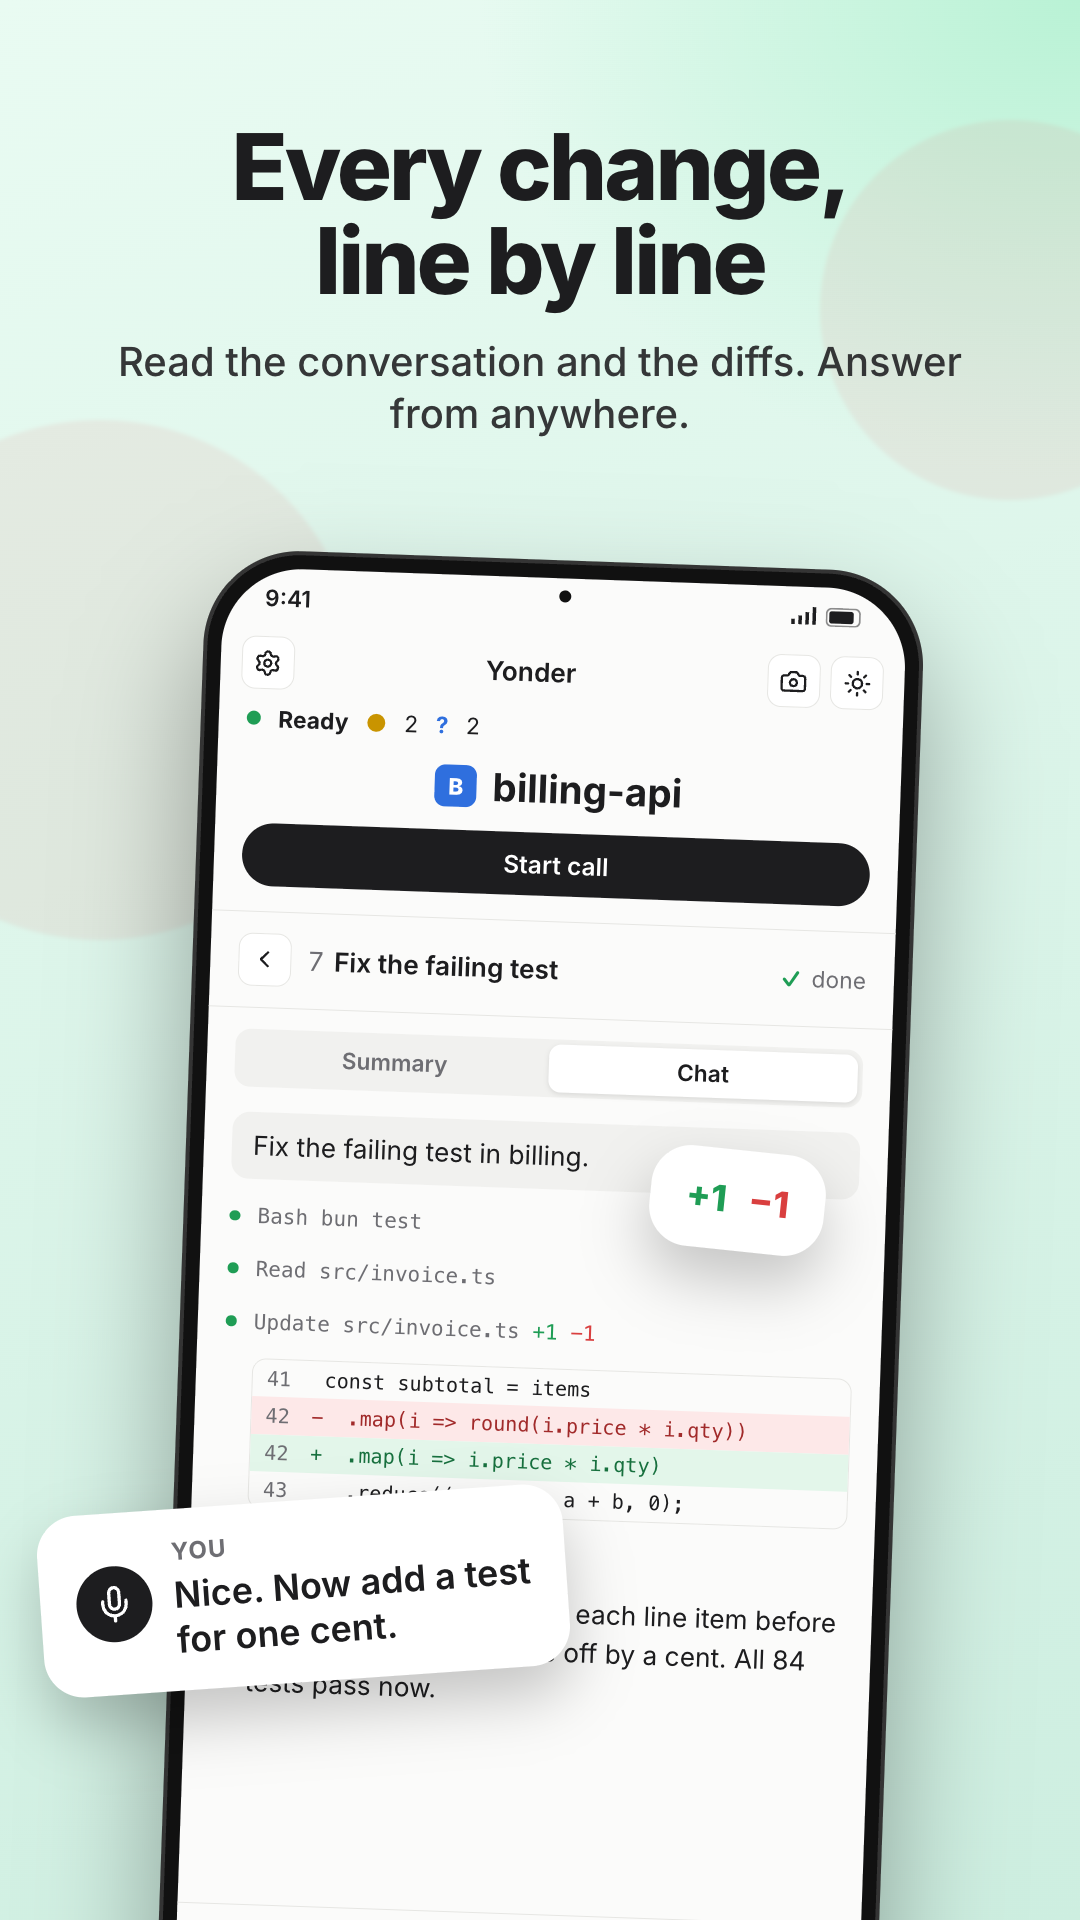 Every change,
line by line
Read the conversation and the diffs. Answer
from anywhere.
9:41
Yonder
Ready 2 ? 2
B billing-api
Start call
7 Fix the failing test done
Summary Chat
Fix the failing test in billing.
+1 −1
Bash bun test
Read src/invoice.ts
Update src/invoice.ts +1 −1
41 const subtotal = items
42 − .map(i => round(i.price * i.qty))
42 + .map(i => i.price * i.qty)
43 a + b, 0);
YOU
Nice. Now add a test
for one cent.
each line item before
off by a cent. All 84
tests pass now.